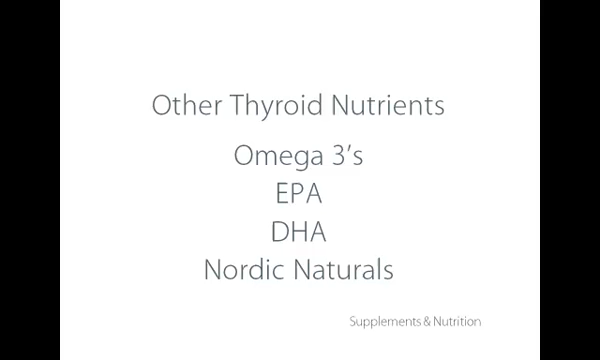 Other Thyroid Nutrients
Omega 3’s
EPA
DHA
Nordic Naturals
Supplements & Nutrition